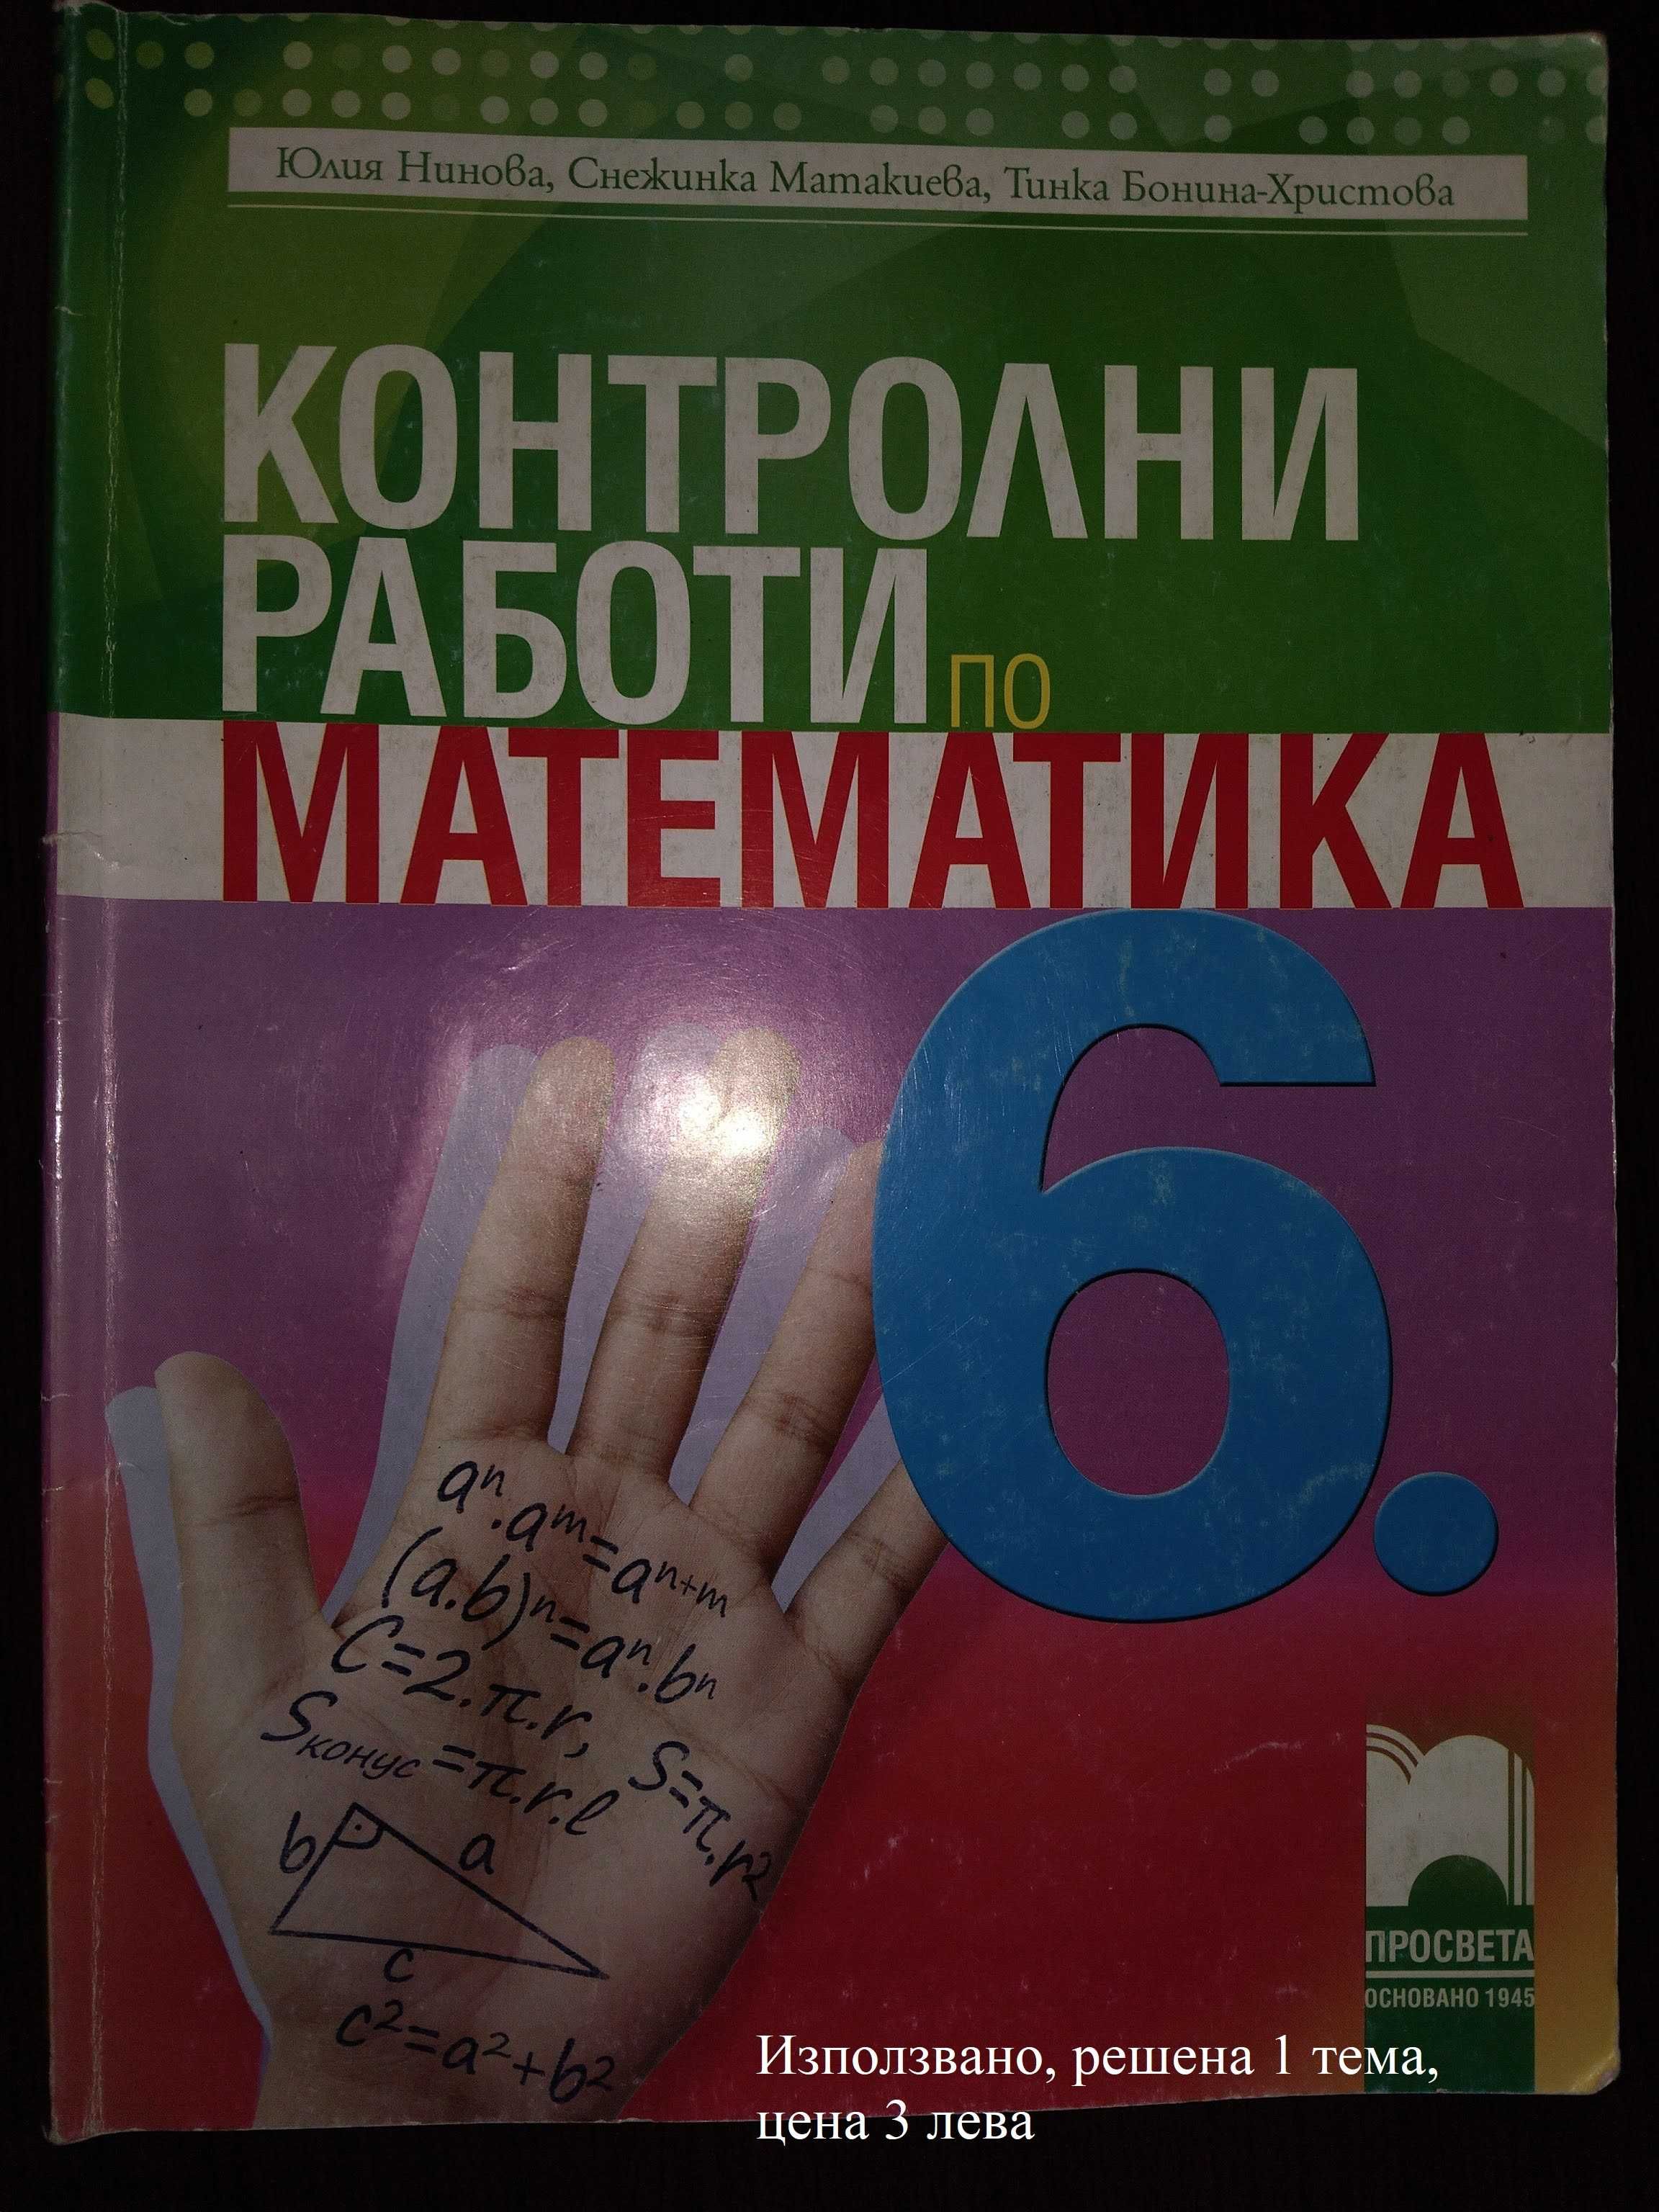 Юлия Нинова, Снежинка Матакиева, Тинка Бонина-Христова
КОНТРОЛНИ
РАБОТИ ПО
МАТЕМАТИКА
6.
aⁿ.aᵐ=aⁿ⁺ᵐ
(a.b)ⁿ=aⁿ.bⁿ
C=2.π.r, S=π.r²
Sконус=π.r.l
b a
c
c²=a²+b²
ПРОСВЕТА
ОСНОВАНО 1945
Използвано, решена 1 тема,
цена 3 лева